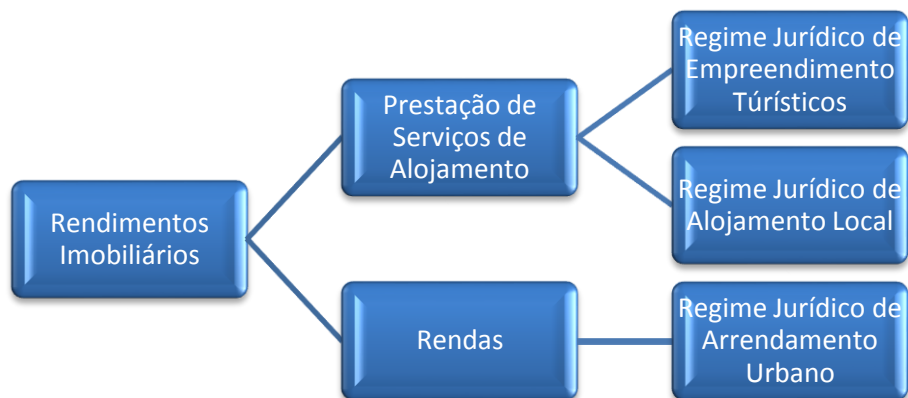 Rendimentos
Imobiliários
Prestação de
Serviços de
Alojamento
Regime Jurídico de
Empreendimento
Túrísticos
Regime Jurídico de
Alojamento Local
Rendas
Regime Jurídico de
Arrendamento
Urbano